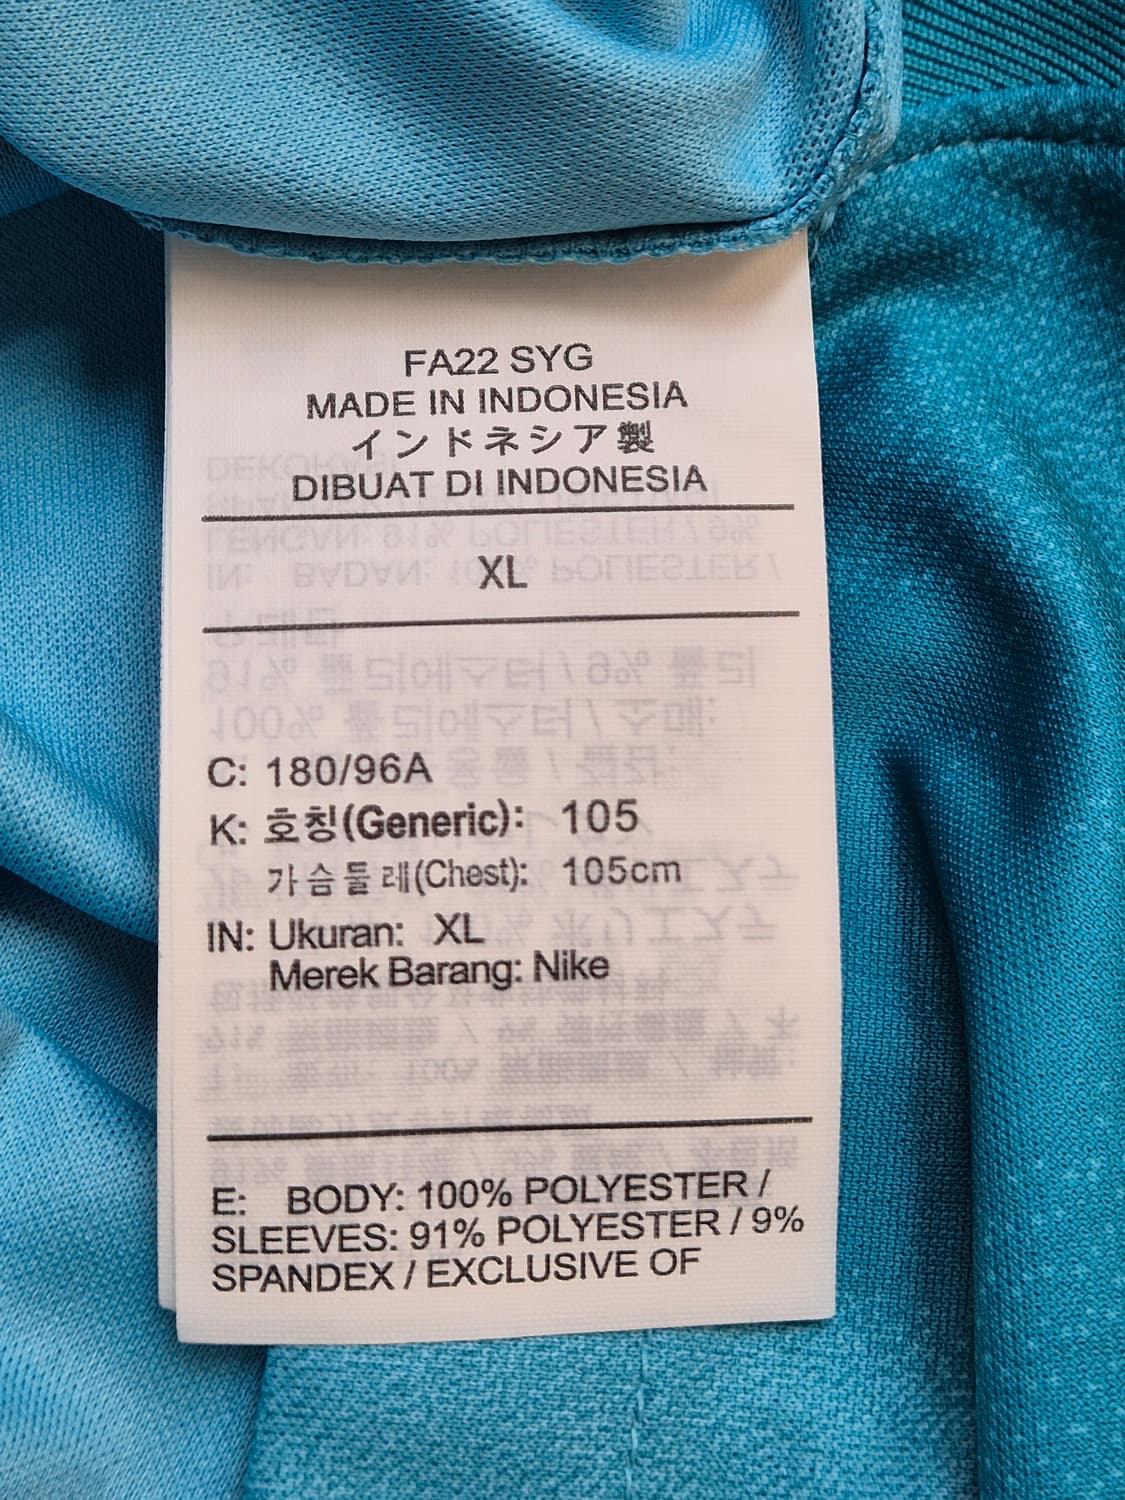 FA22 SYG
MADE IN INDONESIA
インドネシア製
DIBUAT DI INDONESIA
XL
C: 180/96A
K: 호칭(Generic): 105
가슴둘레(Chest): 105cm
IN: Ukuran: XL
Merek Barang: Nike
E: BODY: 100% POLYESTER /
SLEEVES: 91% POLYESTER / 9%
SPANDEX / EXCLUSIVE OF